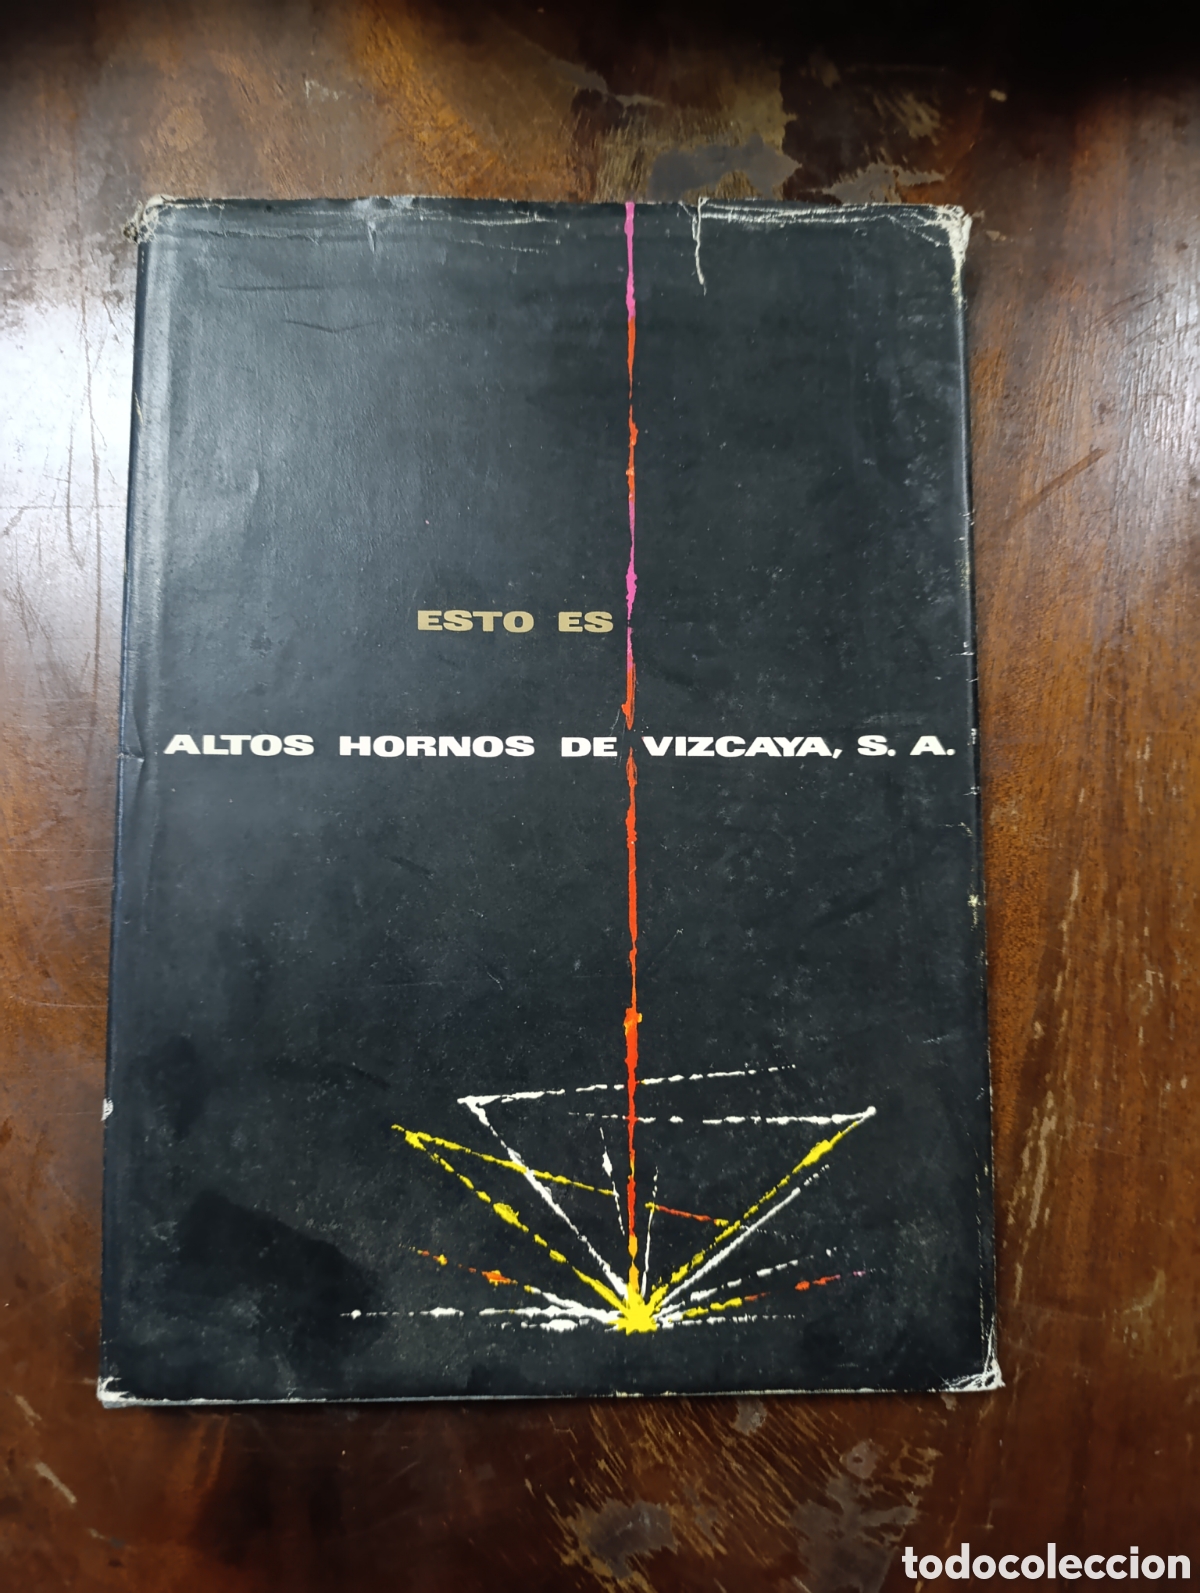 ESTO ES
ALTOS HORNOS DE VIZCAYA, S. A.
todocoleccion